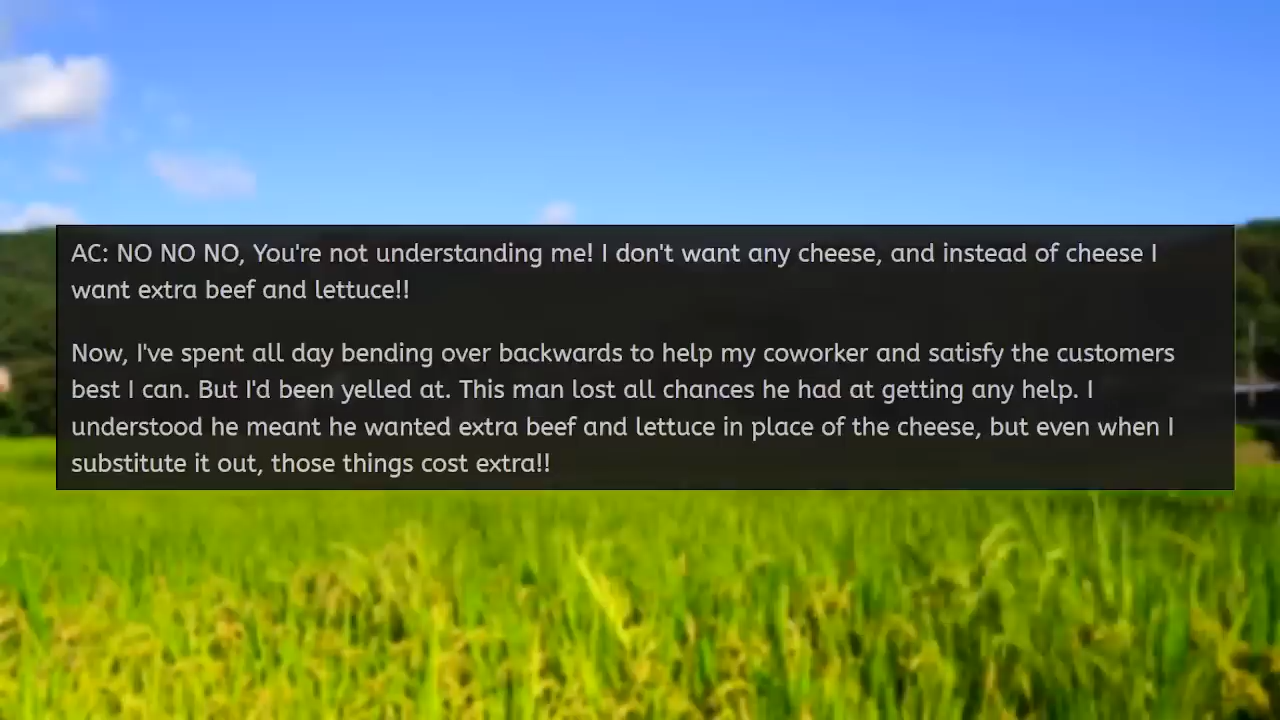 AC: NO NO NO, You're not understanding me! I don't want any cheese, and instead of cheese I
want extra beef and lettuce!!
Now, I've spent all day bending over backwards to help my coworker and satisfy the customers
best I can. But I'd been yelled at. This man lost all chances he had at getting any help. I
understood he meant he wanted extra beef and lettuce in place of the cheese, but even when I
substitute it out, those things cost extra!!